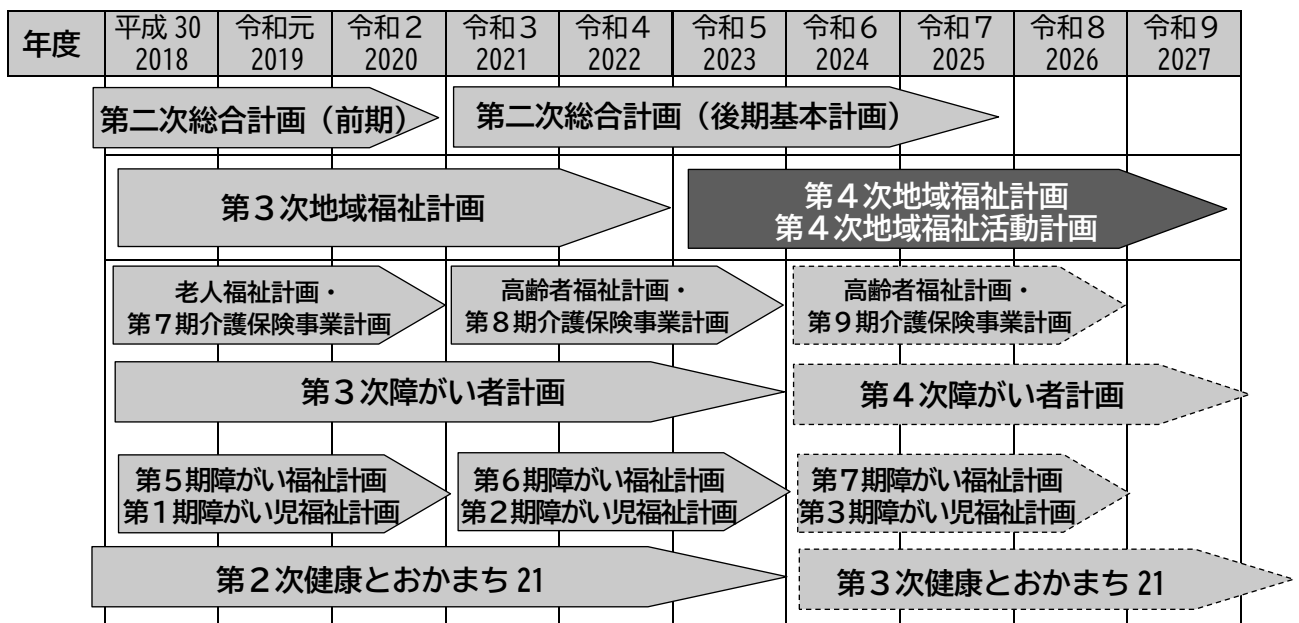 年度
平成 30 令和元 令和２ 令和３ 令和４ 令和５ 令和６ 令和７ 令和８ 令和９
2018 2019 2020 2021 2022 2023 2024 2025 2026 2027
第二次総合計画（前期） 第二次総合計画（後期基本計画）
第３次地域福祉計画
第４次地域福祉計画
第４次地域福祉活動計画
老人福祉計画・
第７期介護保険事業計画
高齢者福祉計画・
第８期介護保険事業計画
高齢者福祉計画・
第９期介護保険事業計画
第３次障がい者計画 第４次障がい者計画
第５期障がい福祉計画
第１期障がい児福祉計画
第６期障がい福祉計画
第２期障がい児福祉計画
第７期障がい福祉計画
第３期障がい児福祉計画
第２次健康とおかまち 21 第３次健康とおかまち 21